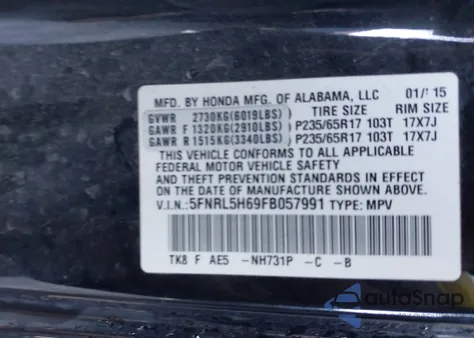 MFD. BY HONDA MFG. OF ALABAMA, LLC 01/15
TIRE SIZE RIM SIZE
GVWR 2730KG(6019LBS)
GAWR F 1320KG(2910LBS) P235/65R17 103T 17X7J
GAWR R 1515KG(3340LBS) P235/65R17 103T 17X7J
THIS VEHICLE CONFORMS TO ALL APPLICABLE
FEDERAL MOTOR VEHICLE SAFETY, BUMPER,
AND THEFT PREVENTION STANDARDS IN EFFECT
ON THE DATE OF MANUFACTURE SHOWN ABOVE.
V.I.N.: 5FNRL5H69FB057991 TYPE: MPV
TK8 F AE5 -NH731P -C -B
autoSnap